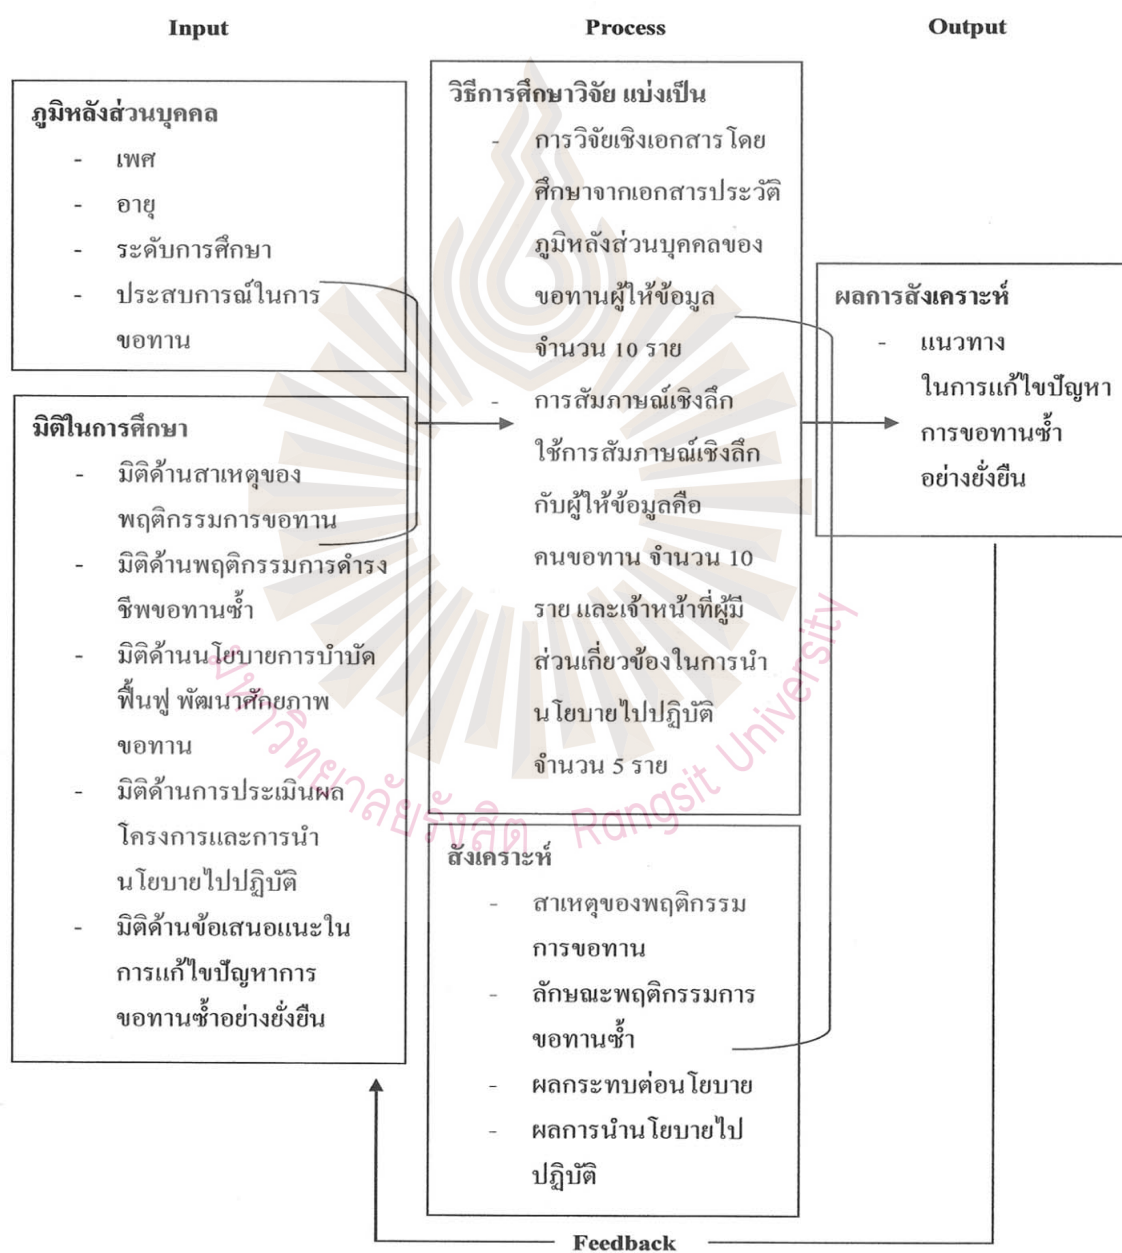 Input
Process
Output
ภูมิหลังส่วนบุคคล
- เพศ
- อายุ
- ระดับการศึกษา
- ประสบการณ์ในการ
ขอทาน
มิติในการศึกษา
- มิติด้านสาเหตุของ
พฤติกรรมการขอทาน
- มิติด้านพฤติกรรมการดำรง
ชีพขอทานซ้ำ
- มิติด้านนโยบายการบำบัด
ฟื้นฟู พัฒนาศักยภาพ
ขอทาน
- มิติด้านการประเมินผล
โครงการและการนำ
นโยบายไปปฏิบัติ
- มิติด้านข้อเสนอแนะใน
การแก้ไขปัญหาการ
ขอทานซ้ำอย่างยั่งยืน
วิธีการศึกษาวิจัย แบ่งเป็น
- การวิจัยเชิงเอกสาร โดย
ศึกษาจากเอกสารประวัติ
ภูมิหลังส่วนบุคคลของ
ขอทานผู้ให้ข้อมูล
จำนวน 10 ราย
- การสัมภาษณ์เชิงลึก
ใช้การสัมภาษณ์เชิงลึก
กับผู้ให้ข้อมูลคือ
คนขอทาน จำนวน 10
ราย และเจ้าหน้าที่ผู้มี
ส่วนเกี่ยวข้องในการนำ
นโยบายไปปฏิบัติ
จำนวน 5 ราย
สังเคราะห์
- สาเหตุของพฤติกรรม
การขอทาน
- ลักษณะพฤติกรรมการ
ขอทานซ้ำ
- ผลกระทบต่อนโยบาย
- ผลการนำนโยบายไป
ปฏิบัติ
ผลการสังเคราะห์
- แนวทาง
ในการแก้ไขปัญหา
การขอทานซ้ำ
อย่างยั่งยืน
Feedback
มหาวิทยาลัยรังสิต Rangsit University